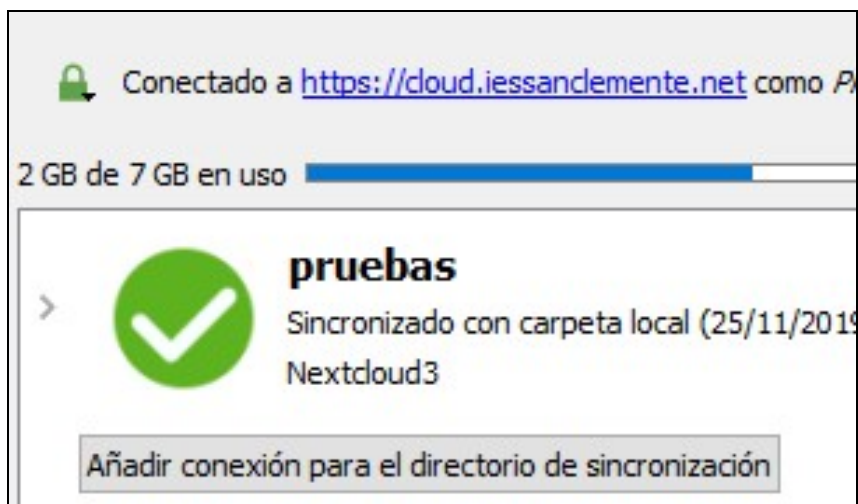 Conectado a https://cloud.iessanclemente.net como
2 GB de 7 GB en uso
pruebas
Sincronizado con carpeta local (25/11/2019
Nextcloud3
Añadir conexión para el directorio de sincronización